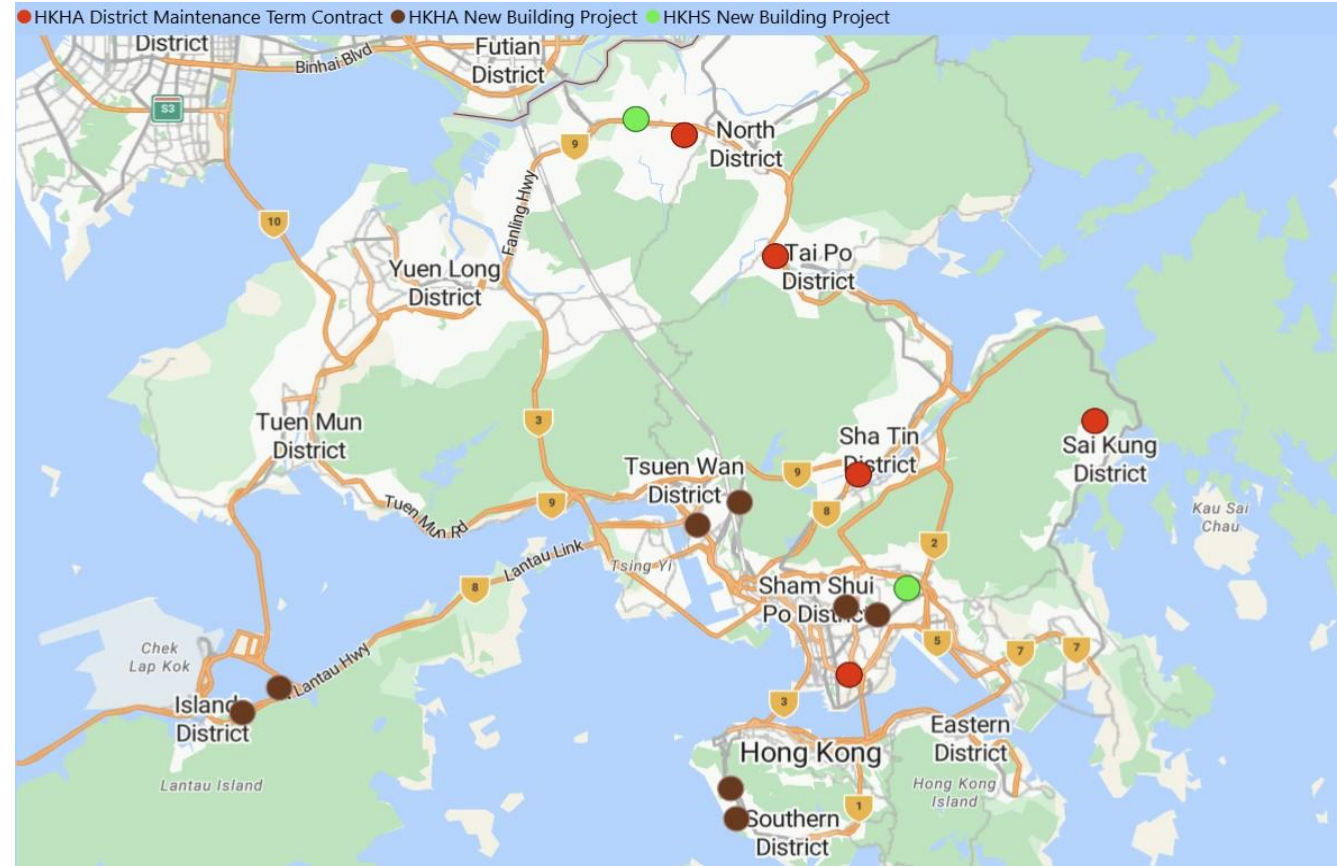 HKHA District Maintenance Term Contract HKHA New Building Project HKHS New Building Project
District
Futian
District
Binhai Blvd
S3
9
North
District
10
Fanling Hwy
Tai Po
District
Yuen Long
District
3
Tuen Mun
District
Sha Tin
District
Sai Kung
District
Tsuen Wan
District
9
8
9
Tuen Mun Rd
Kau Sai
Chau
2
Lantau Link
Tsing Yi
8
Sham Shui
Po District
5
7
7
Chek
Lap Kok
Lantau Hwy
Island
District
3
Eastern
District
Hong Kong
Lantau Island
Hong Kong
Island
1
Southern
District